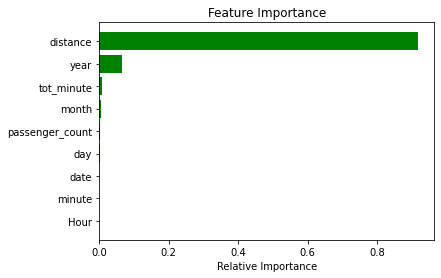 Feature Importance
distance
year
tot_minute
month
passenger_count
day
date
minute
Hour
0.0 0.2 0.4 0.6 0.8
Relative Importance